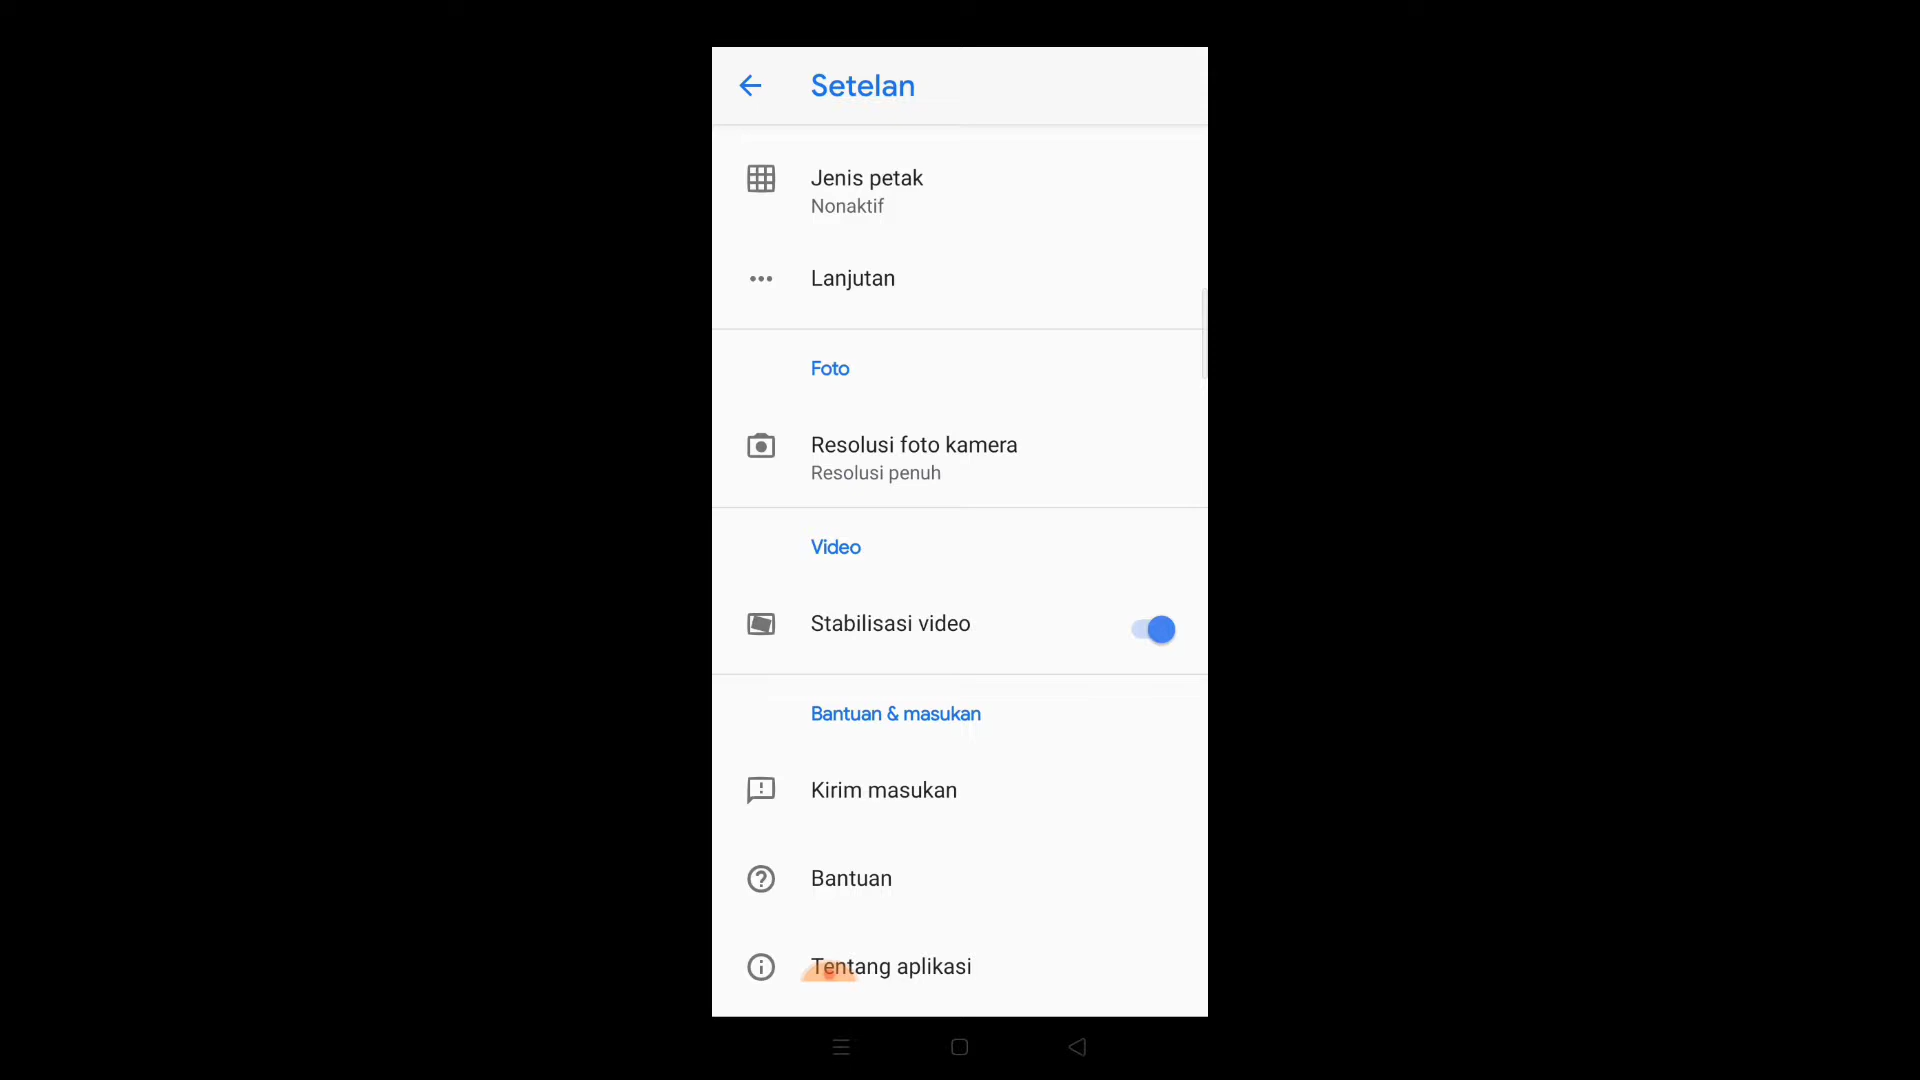 Setelan
Jenis petak
Nonaktif
Lanjutan
Foto
Resolusi foto kamera
Resolusi penuh
Video
Stabilisasi video
Bantuan & masukan
Kirim masukan
Bantuan
Tentang aplikasi